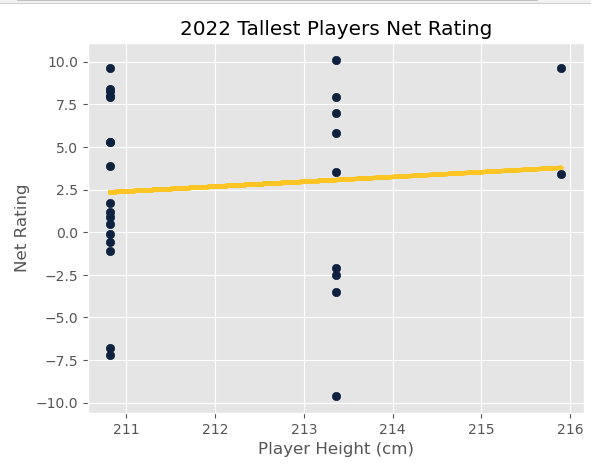 2022 Tallest Players Net Rating
10.0
7.5
5.0
2.5
0.0
−2.5
−5.0
−7.5
−10.0
Net Rating
211 212 213 214 215 216
Player Height (cm)